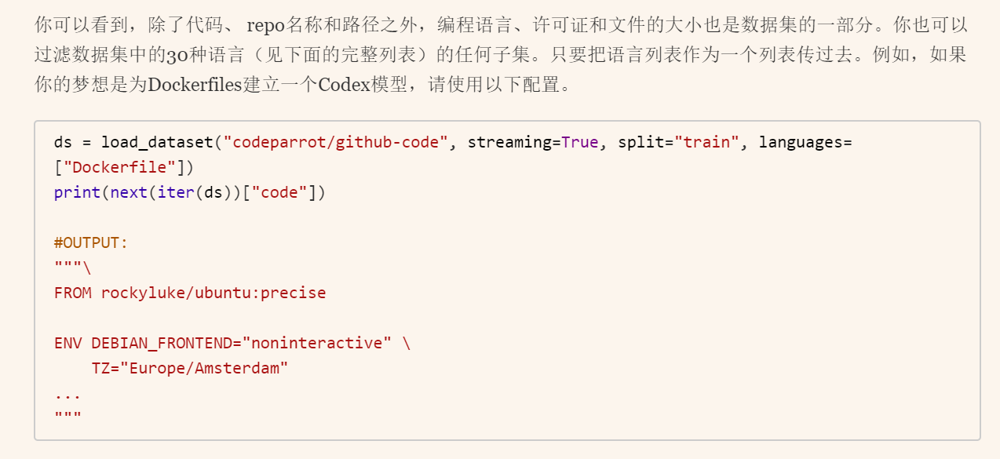 你可以看到，除了代码、 repo名称和路径之外，编程语言、许可证和文件的大小也是数据集的一部分。你也可以
过滤数据集中的30种语言（见下面的完整列表）的任何子集。只要把语言列表作为一个列表传过去。例如，如果
你的梦想是为Dockerfiles建立一个Codex模型，请使用以下配置。
ds = load_dataset("codeparrot/github-code", streaming=True, split="train", languages=
["Dockerfile"])
print(next(iter(ds))["code"])
#OUTPUT:
"""\
FROM rockyluke/ubuntu:precise
ENV DEBIAN_FRONTEND="noninteractive" \
    TZ="Europe/Amsterdam"
...
"""